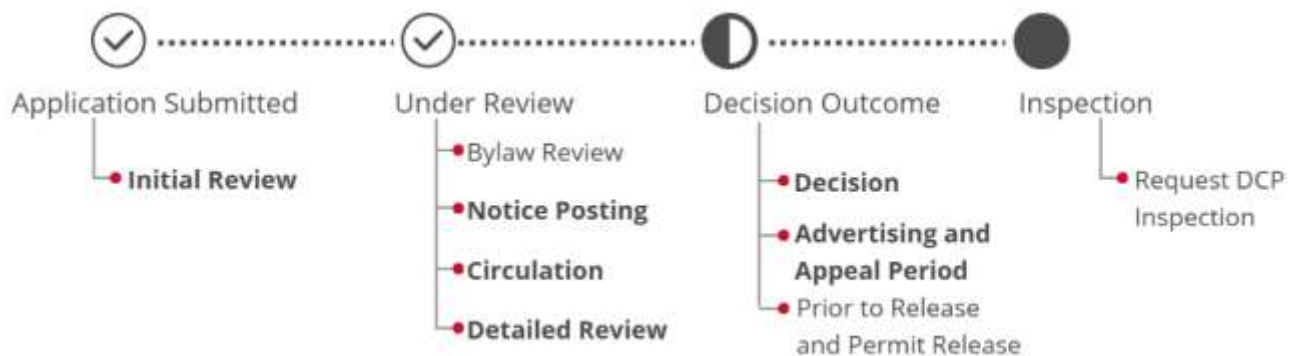 Application Submitted
Initial Review
Under Review
Bylaw Review
Notice Posting
Circulation
Detailed Review
Decision Outcome
Decision
Advertising and
Appeal Period
Prior to Release
and Permit Release
Inspection
Request DCP
Inspection